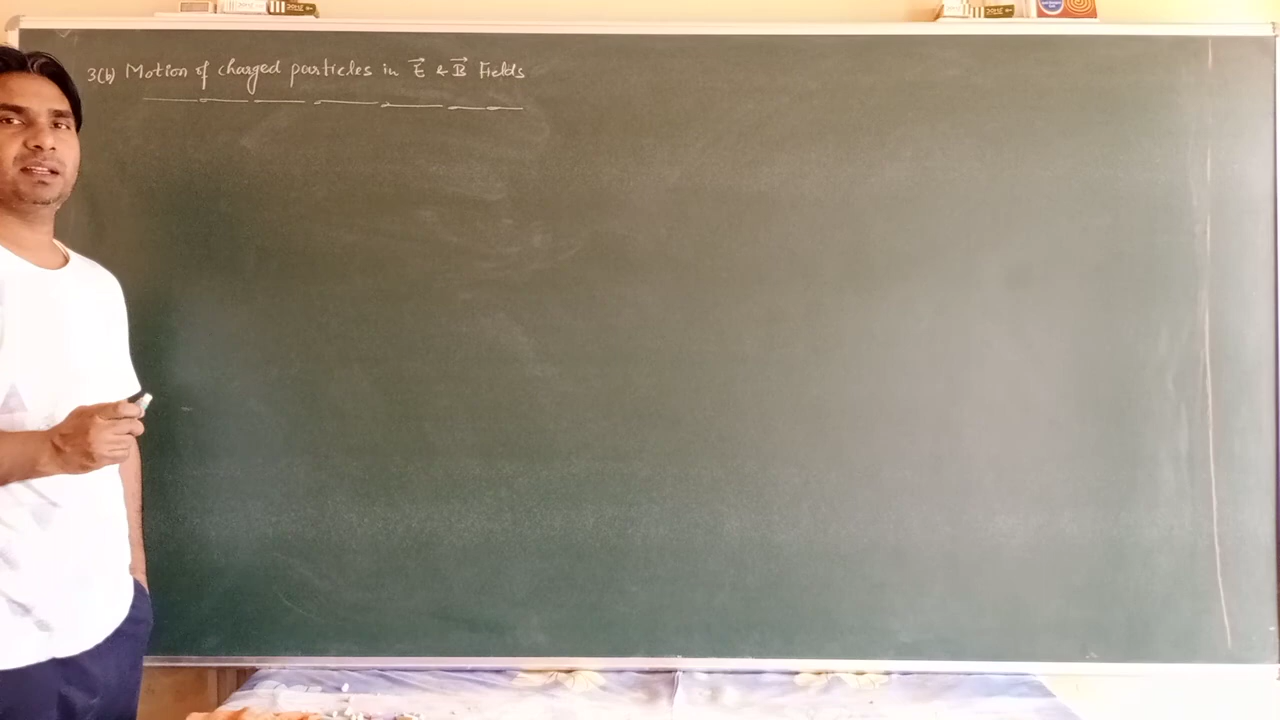 3(b) Motion of charged particles in E⃗ & B⃗ Fields